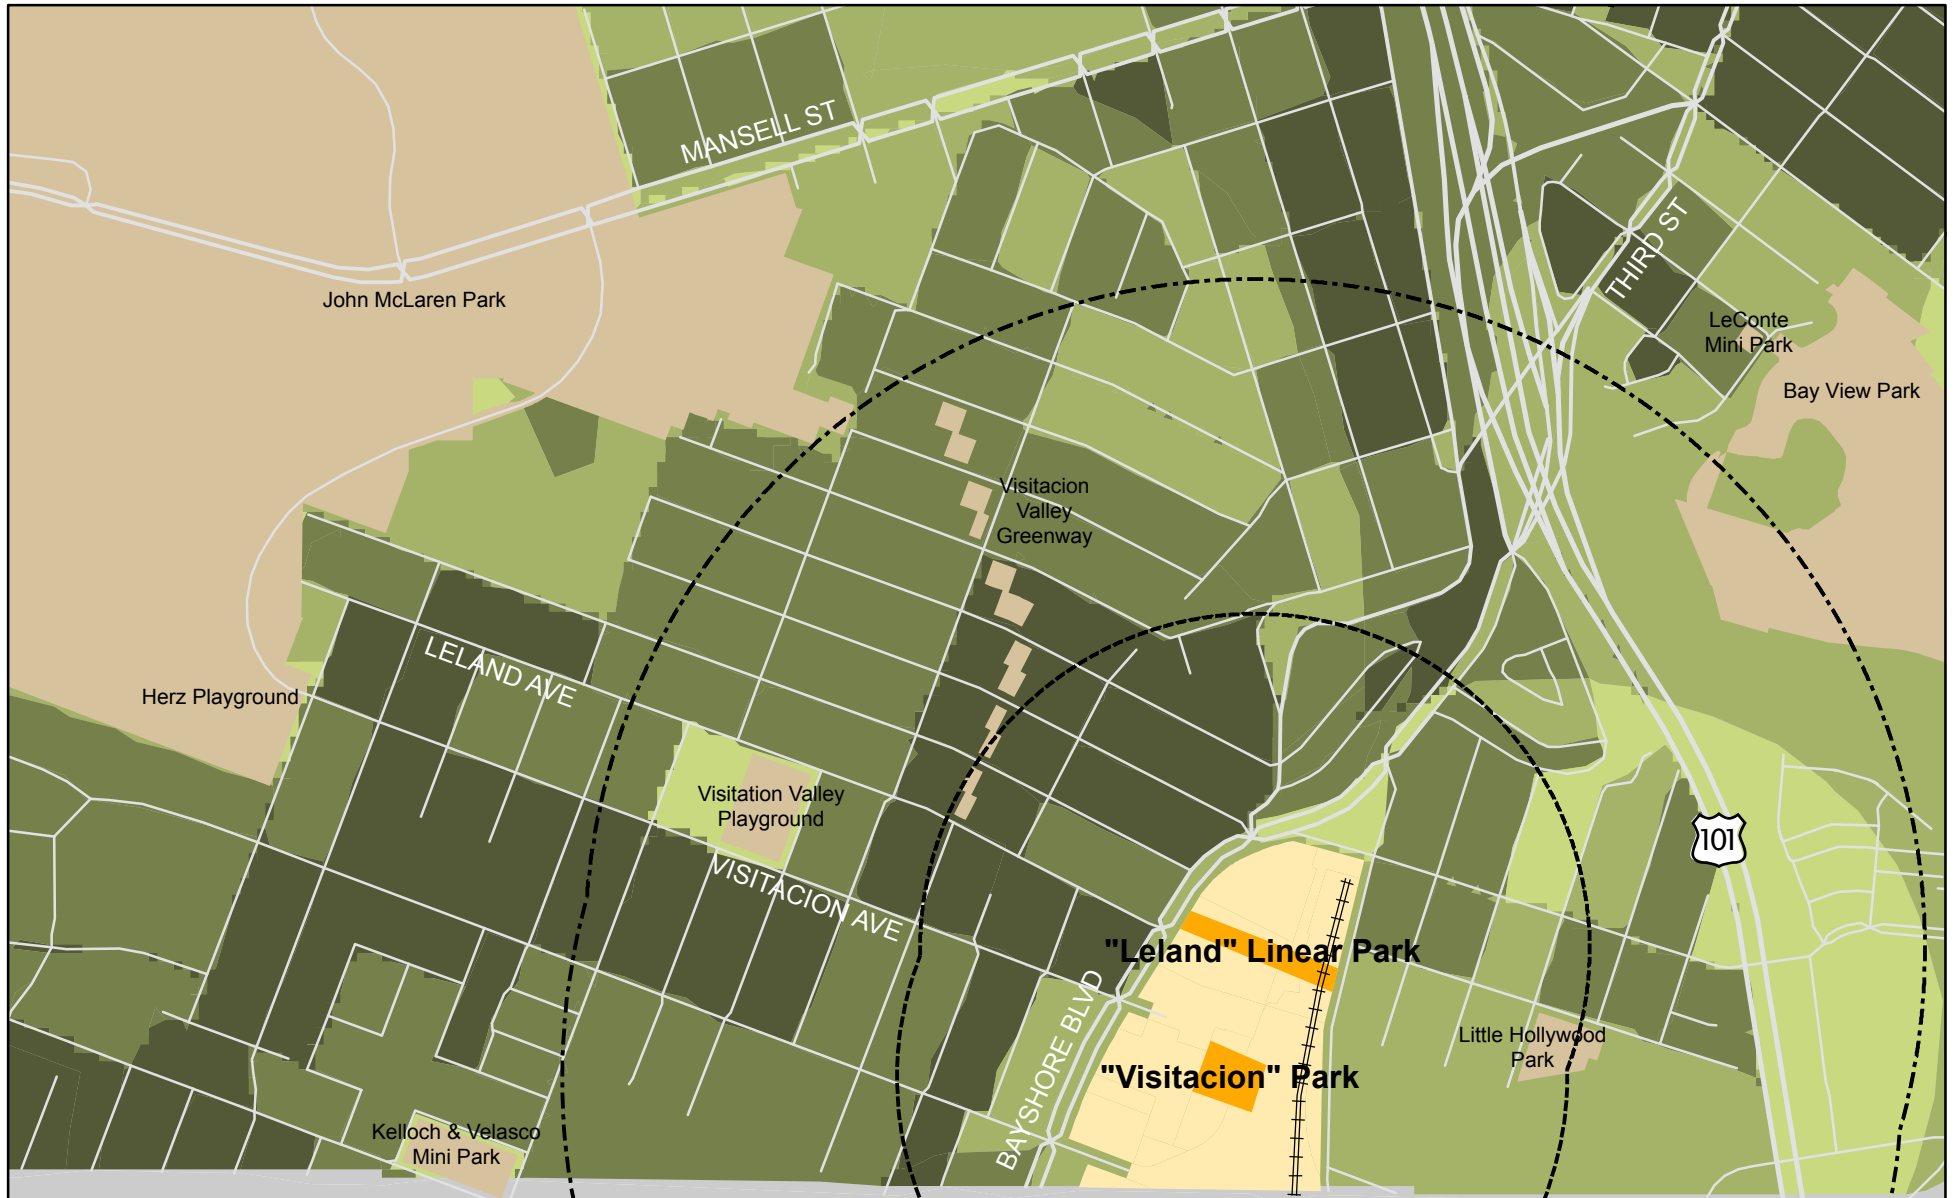 MANSELL ST
THIRD ST
John McLaren Park
LeConte
Mini Park
Bay View Park
Visitacion
Valley
Greenway
LELAND AVE
Herz Playground
Visitation Valley
Playground
101
VISITACION AVE
"Leland" Linear Park
BAYSHORE BLVD
Little Hollywood
Park
"Visitacion" Park
Kelloch & Velasco
Mini Park